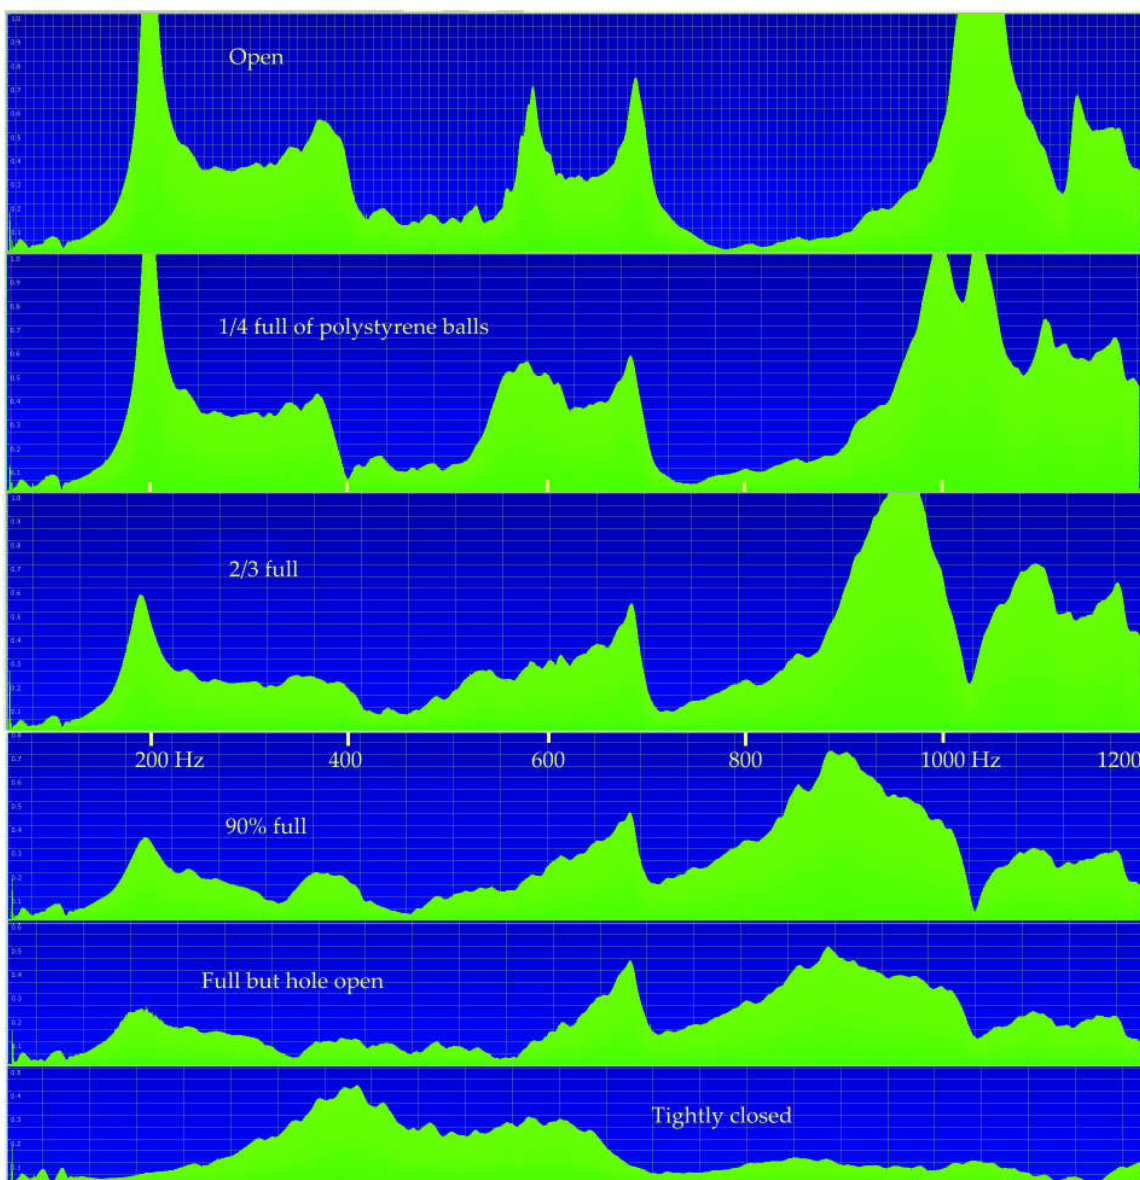 Open
1/4 full of polystyrene balls
2/3 full
200 Hz 400 600 800 1000 Hz 1200
90% full
Full but hole open
Tightly closed